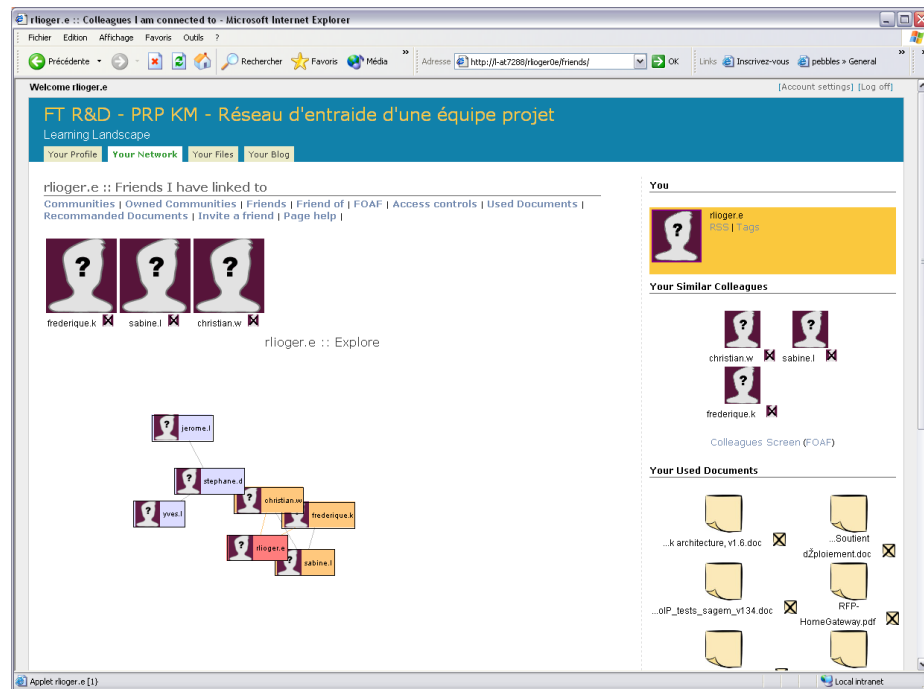 rlioger.e :: Colleagues I am connected to - Microsoft Internet Explorer
Fichier Edition Affichage Favoris Outils ?
Précédente Rechercher Favoris Média » Adresse http://l-at7288/rlioger0e/friends/ OK Links Inscrivez-vous pebbles » General »
Welcome rlioger.e [Account settings] [Log off]
FT R&D - PRP KM - Réseau d'entraide d'une équipe projet
Learning Landscape
Your Profile Your Network Your Files Your Blog
rlioger.e :: Friends I have linked to
Communities | Owned Communities | Friends | Friend of | FOAF | Access controls | Used Documents |
Recommanded Documents | Invite a friend | Page help |
frederique.k sabine.l christian.w
rlioger.e :: Explore
jerome.l
stephane.d
christian.w
yves.l
frederique.k
rlioger.e
sabine.l
You
rlioger.e
RSS | Tags
Your Similar Colleagues
christian.w sabine.l
frederique.k
Colleagues Screen (FOAF)
Your Used Documents
...k architecture, v1.6.doc
...Soutient
dŽploiement.doc
...oIP_tests_sagem_v134.doc
RFP-
HomeGateway.pdf
Applet rlioger.e [1} Local intranet